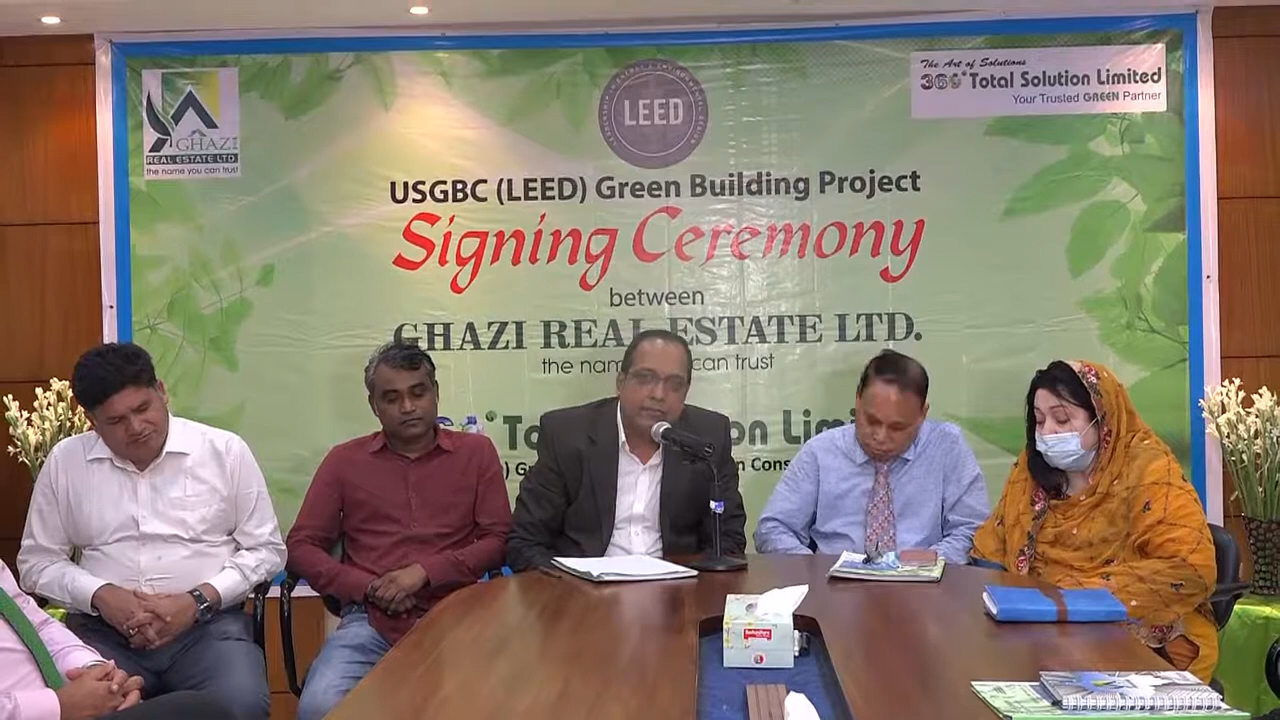 GHAZI
REAL ESTATE LTD
the name you can trust
LEED
The Art of Solutions
360° Total Solution Limited
Your Trusted GREEN Partner
USGBC (LEED) Green Building Project
Signing Ceremony
between
GHAZI REAL ESTATE LTD.
the name can trust